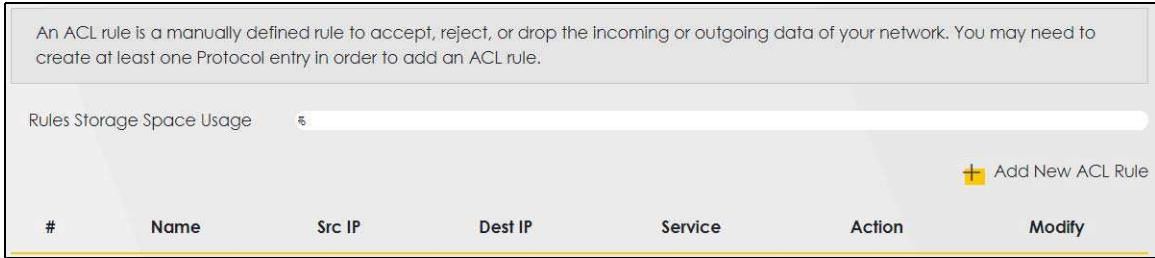 An ACL rule is a manually defined rule to accept, reject, or drop the incoming or outgoing data of your network. You may need to
create at least one Protocol entry in order to add an ACL rule.
Rules Storage Space Usage
Add New ACL Rule
# Name Src IP Dest IP Service Action Modify